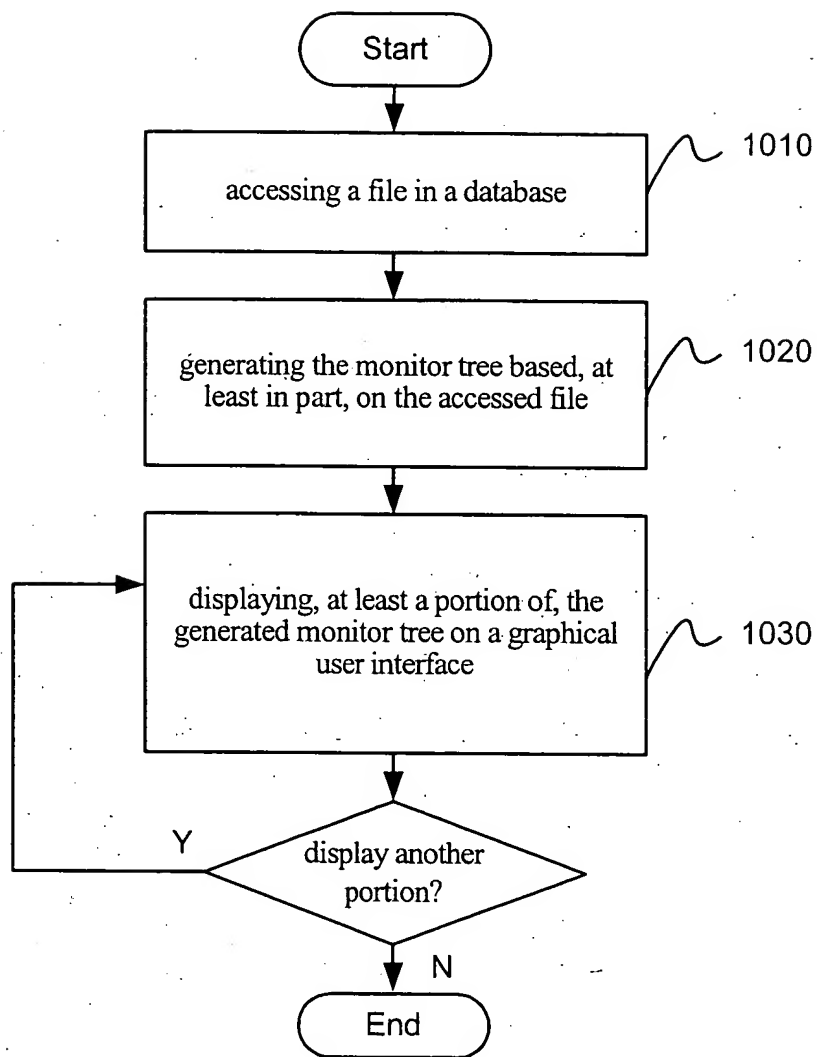 Start
accessing a file in a database
1010
generating the monitor tree based, at
least in part, on the accessed file
1020
displaying, at least a portion of, the
generated monitor tree on a graphical
user interface
1030
display another
portion?
Y
N
End